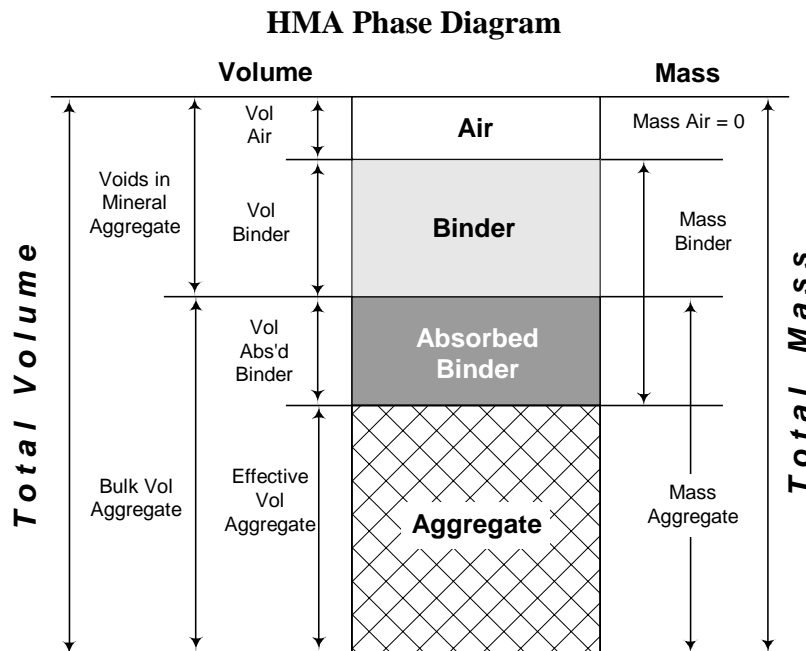 HMA Phase Diagram
Volume
Mass
Vol
Air
Air
Mass Air = 0
Voids in
Mineral
Aggregate
Vol
Binder
Binder
Mass
Binder
Total Volume
Total Mass
Vol
Abs'd
Binder
Absorbed
Binder
Bulk Vol
Aggregate
Effective
Vol
Aggregate
Aggregate
Mass
Aggregate